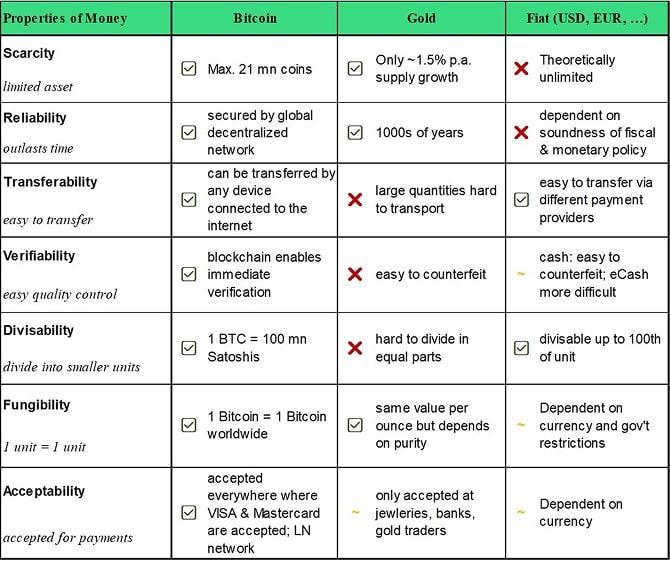 Properties of Money
Bitcoin
Gold
Fiat (USD, EUR, …)
Scarcity
limited asset
Max. 21 mn coins
Only ~1.5% p.a.
supply growth
Theoretically
unlimited
Reliability
outlasts time
secured by global
decentralized
network
1000s of years
dependent on
soundness of fiscal
& monetary policy
Transferability
easy to transfer
can be transferred by
any device
connected to the
internet
large quantities hard
to transport
easy to transfer via
different payment
providers
Verifiability
easy quality control
blockchain enables
immediate
verification
easy to counterfeit
~
cash: easy to
counterfeit; eCash
more difficult
Divisability
divide into smaller units
1 BTC = 100 mn
Satoshis
hard to divide in
equal parts
divisable up to 100th
of unit
Fungibility
1 unit = 1 unit
1 Bitcoin = 1 Bitcoin
worldwide
same value per
ounce but depends
on purity
~
Dependent on
currency and gov't
restrictions
Acceptability
accepted for payments
accepted
everywhere where
VISA & Mastercard
are accepted; LN
network
~
only accepted at
jewleries, banks,
gold traders
~
Dependent on
currency